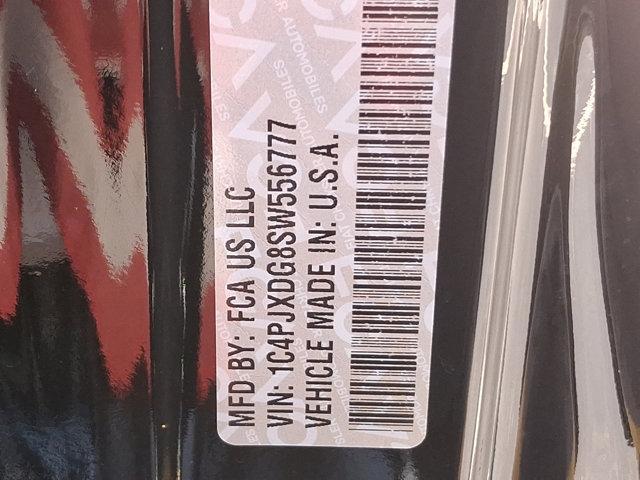 MFD BY: FCA US LLC
VIN: 1C4PJXDG8SW556777
VEHICLE MADE IN: U.S.A.